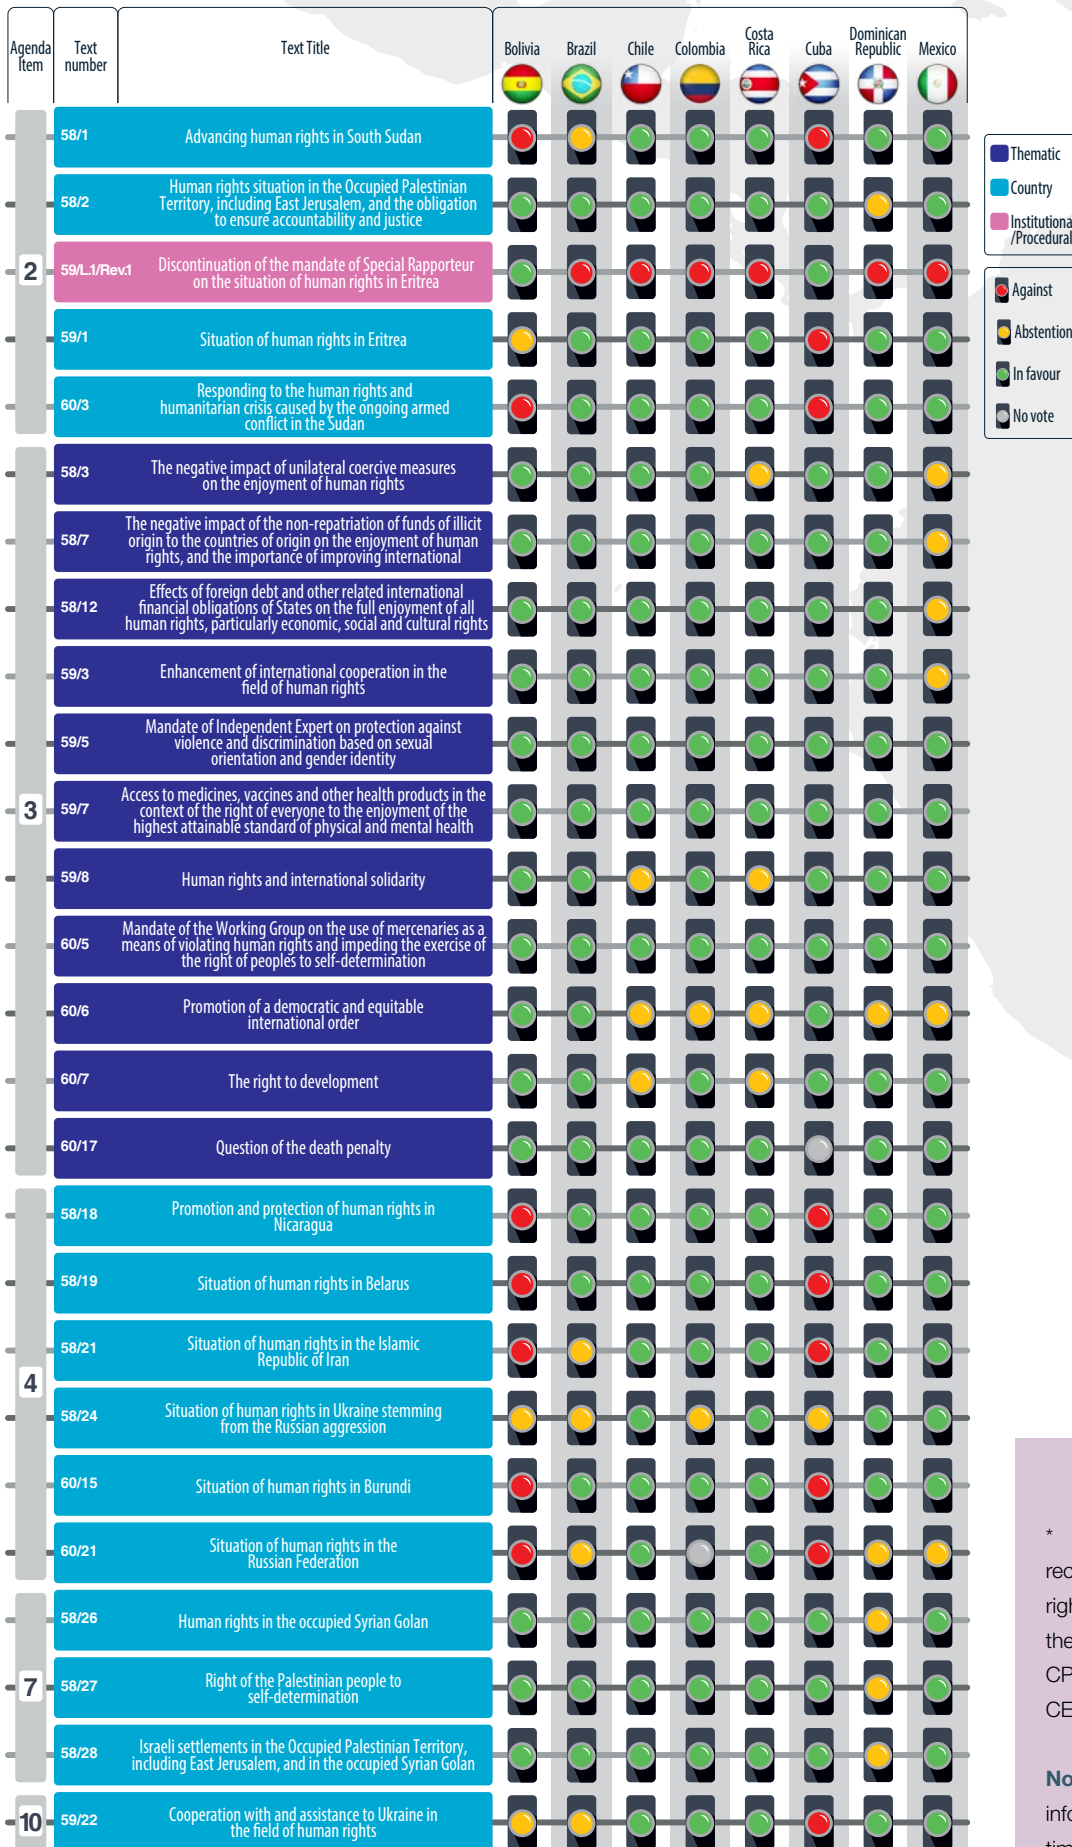 Agenda
Item
Text
number
Text Title
Bolivia
Brazil
Chile
Colombia
Costa
Rica
Cuba
Dominican
Republic
Mexico
58/1
Advancing human rights in South Sudan
58/2
Human rights situation in the Occupied Palestinian
Territory, including East Jerusalem, and the obligation
to ensure accountability and justice
2
59/L.1/Rev.1
Discontinuation of the mandate of Special Rapporteur
on the situation of human rights in Eritrea
59/1
Situation of human rights in Eritrea
60/3
Responding to the human rights and
humanitarian crisis caused by the ongoing armed
conflict in the Sudan
58/3
The negative impact of unilateral coercive measures
on the enjoyment of human rights
58/7
The negative impact of the non-repatriation of funds of illicit
origin to the countries of origin on the enjoyment of human
rights, and the importance of improving international
58/12
Effects of foreign debt and other related international
financial obligations of States on the full enjoyment of all
human rights, particularly economic, social and cultural rights
59/3
Enhancement of international cooperation in the
field of human rights
59/5
Mandate of Independent Expert on protection against
violence and discrimination based on sexual
orientation and gender identity
3
59/7
Access to medicines, vaccines and other health products in the
context of the right of everyone to the enjoyment of the
highest attainable standard of physical and mental health
59/8
Human rights and international solidarity
60/5
Mandate of the Working Group on the use of mercenaries as a
means of violating human rights and impeding the exercise of
the right of peoples to self-determination
60/6
Promotion of a democratic and equitable
international order
60/7
The right to development
60/17
Question of the death penalty
58/18
Promotion and protection of human rights in
Nicaragua
58/19
Situation of human rights in Belarus
58/21
Situation of human rights in the Islamic
Republic of Iran
4
58/24
Situation of human rights in Ukraine stemming
from the Russian aggression
60/15
Situation of human rights in Burundi
60/21
Situation of human rights in the
Russian Federation
58/26
Human rights in the occupied Syrian Golan
7
58/27
Right of the Palestinian people to
self-determination
58/28
Israeli settlements in the Occupied Palestinian Territory,
including East Jerusalem, and in the occupied Syrian Golan
10
59/22
Cooperation with and assistance to Ukraine in
the field of human rights
Thematic
Country
Institutiona
/Procedural
Against
Abstention
In favour
No vote
*
rec
righ
the
CP
CE
No
info
tim